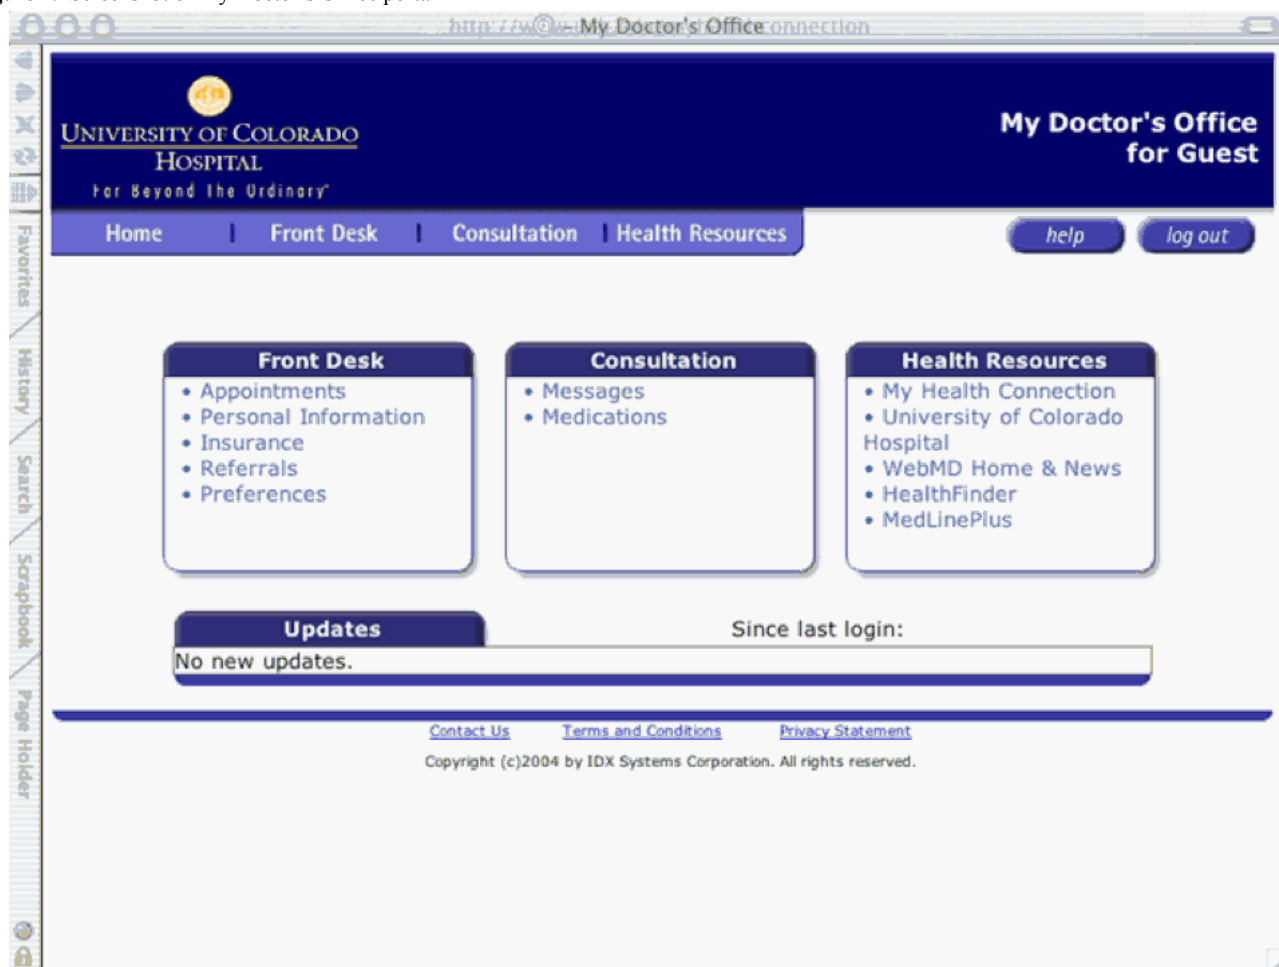 My Doctor's Office
UNIVERSITY OF COLORADO
HOSPITAL
Far Beyond The Ordinary
My Doctor's Office
for Guest
Home | Front Desk | Consultation | Health Resources
help
log out
Favorites
History
Search
Scrapbook
Page Holder
Front Desk
• Appointments
• Personal Information
• Insurance
• Referrals
• Preferences
Consultation
• Messages
• Medications
Health Resources
• My Health Connection
• University of Colorado
Hospital
• WebMD Home & News
• HealthFinder
• MedLinePlus
Updates
Since last login:
No new updates.
Contact Us Terms and Conditions Privacy Statement
Copyright (c)2004 by IDX Systems Corporation. All rights reserved.